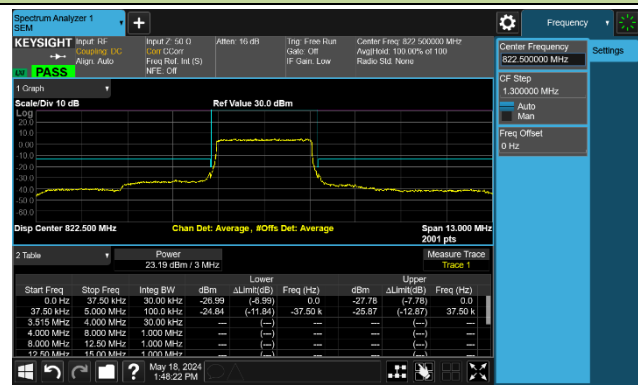 Spectrum Analyzer 1
SEM
Frequency
KEYSIGHT Input: RF Input Z: 50 Ω Atten: 16 dB Trig: Free Run Center Freq: 822.500000 MHz
Coupling: DC Corr CCorr Gate: Off Avg|Hold: 100.00% of 100
Align: Auto Freq Ref: Int (S) IF Gain: Low Radio Std: None
NFE: Off
PASS
Center Frequency
822.500000 MHz
Settings
CF Step
1.300000 MHz
Auto
Man
Freq Offset
0 Hz
1 Graph
Scale/Div 10 dB Ref Value 30.0 dBm
Log
20.0
10.0
0.00
-10.0
-20.0
-30.0
-40.0
-50.0
-60.0
Disp Center 822.500 MHz Chan Det: Average, #Offs Det: Average Span 13.000 MHz
2001 pts
2 Table Power Measure Trace
23.19 dBm / 3 MHz Trace 1
Lower Upper
Start Freq Stop Freq Integ BW dBm ΔLimit(dB) Freq (Hz) dBm ΔLimit(dB) Freq (Hz)
0.0 Hz 37.50 kHz 30.00 kHz -26.99 (-6.99) 0.0 -27.78 (-7.78) 0.0
37.50 kHz 5.000 MHz 100.0 kHz -24.84 (-11.84) -37.50 k -25.87 (-12.87) 37.50 k
3.515 MHz 4.000 MHz 30.00 kHz --- (---) --- --- (---) ---
4.000 MHz 8.000 MHz 1.000 MHz --- (---) --- --- (---) ---
8.000 MHz 12.50 MHz 1.000 MHz --- (---) --- --- (---) ---
12.50 MHz 15.00 MHz 1.000 MHz --- (---) --- --- (---) ---
May 18, 2024
1:48:22 PM